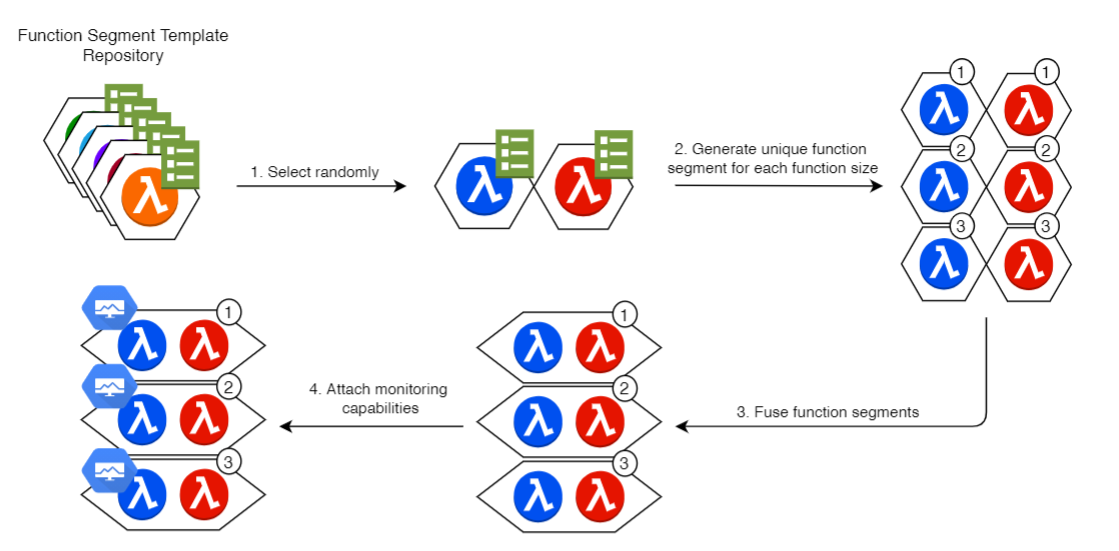 Function Segment Template
Repository
1. Select randomly
2. Generate unique function
segment for each function size
1
1
2
2
3
3
λ
λ
λ
λ
λ
λ
λ
λ
λ
3. Fuse function segments
4. Attach monitoring
capabilities
1
λ
λ
1
λ
λ
2
λ
λ
2
λ
λ
3
λ
λ
3
λ
λ